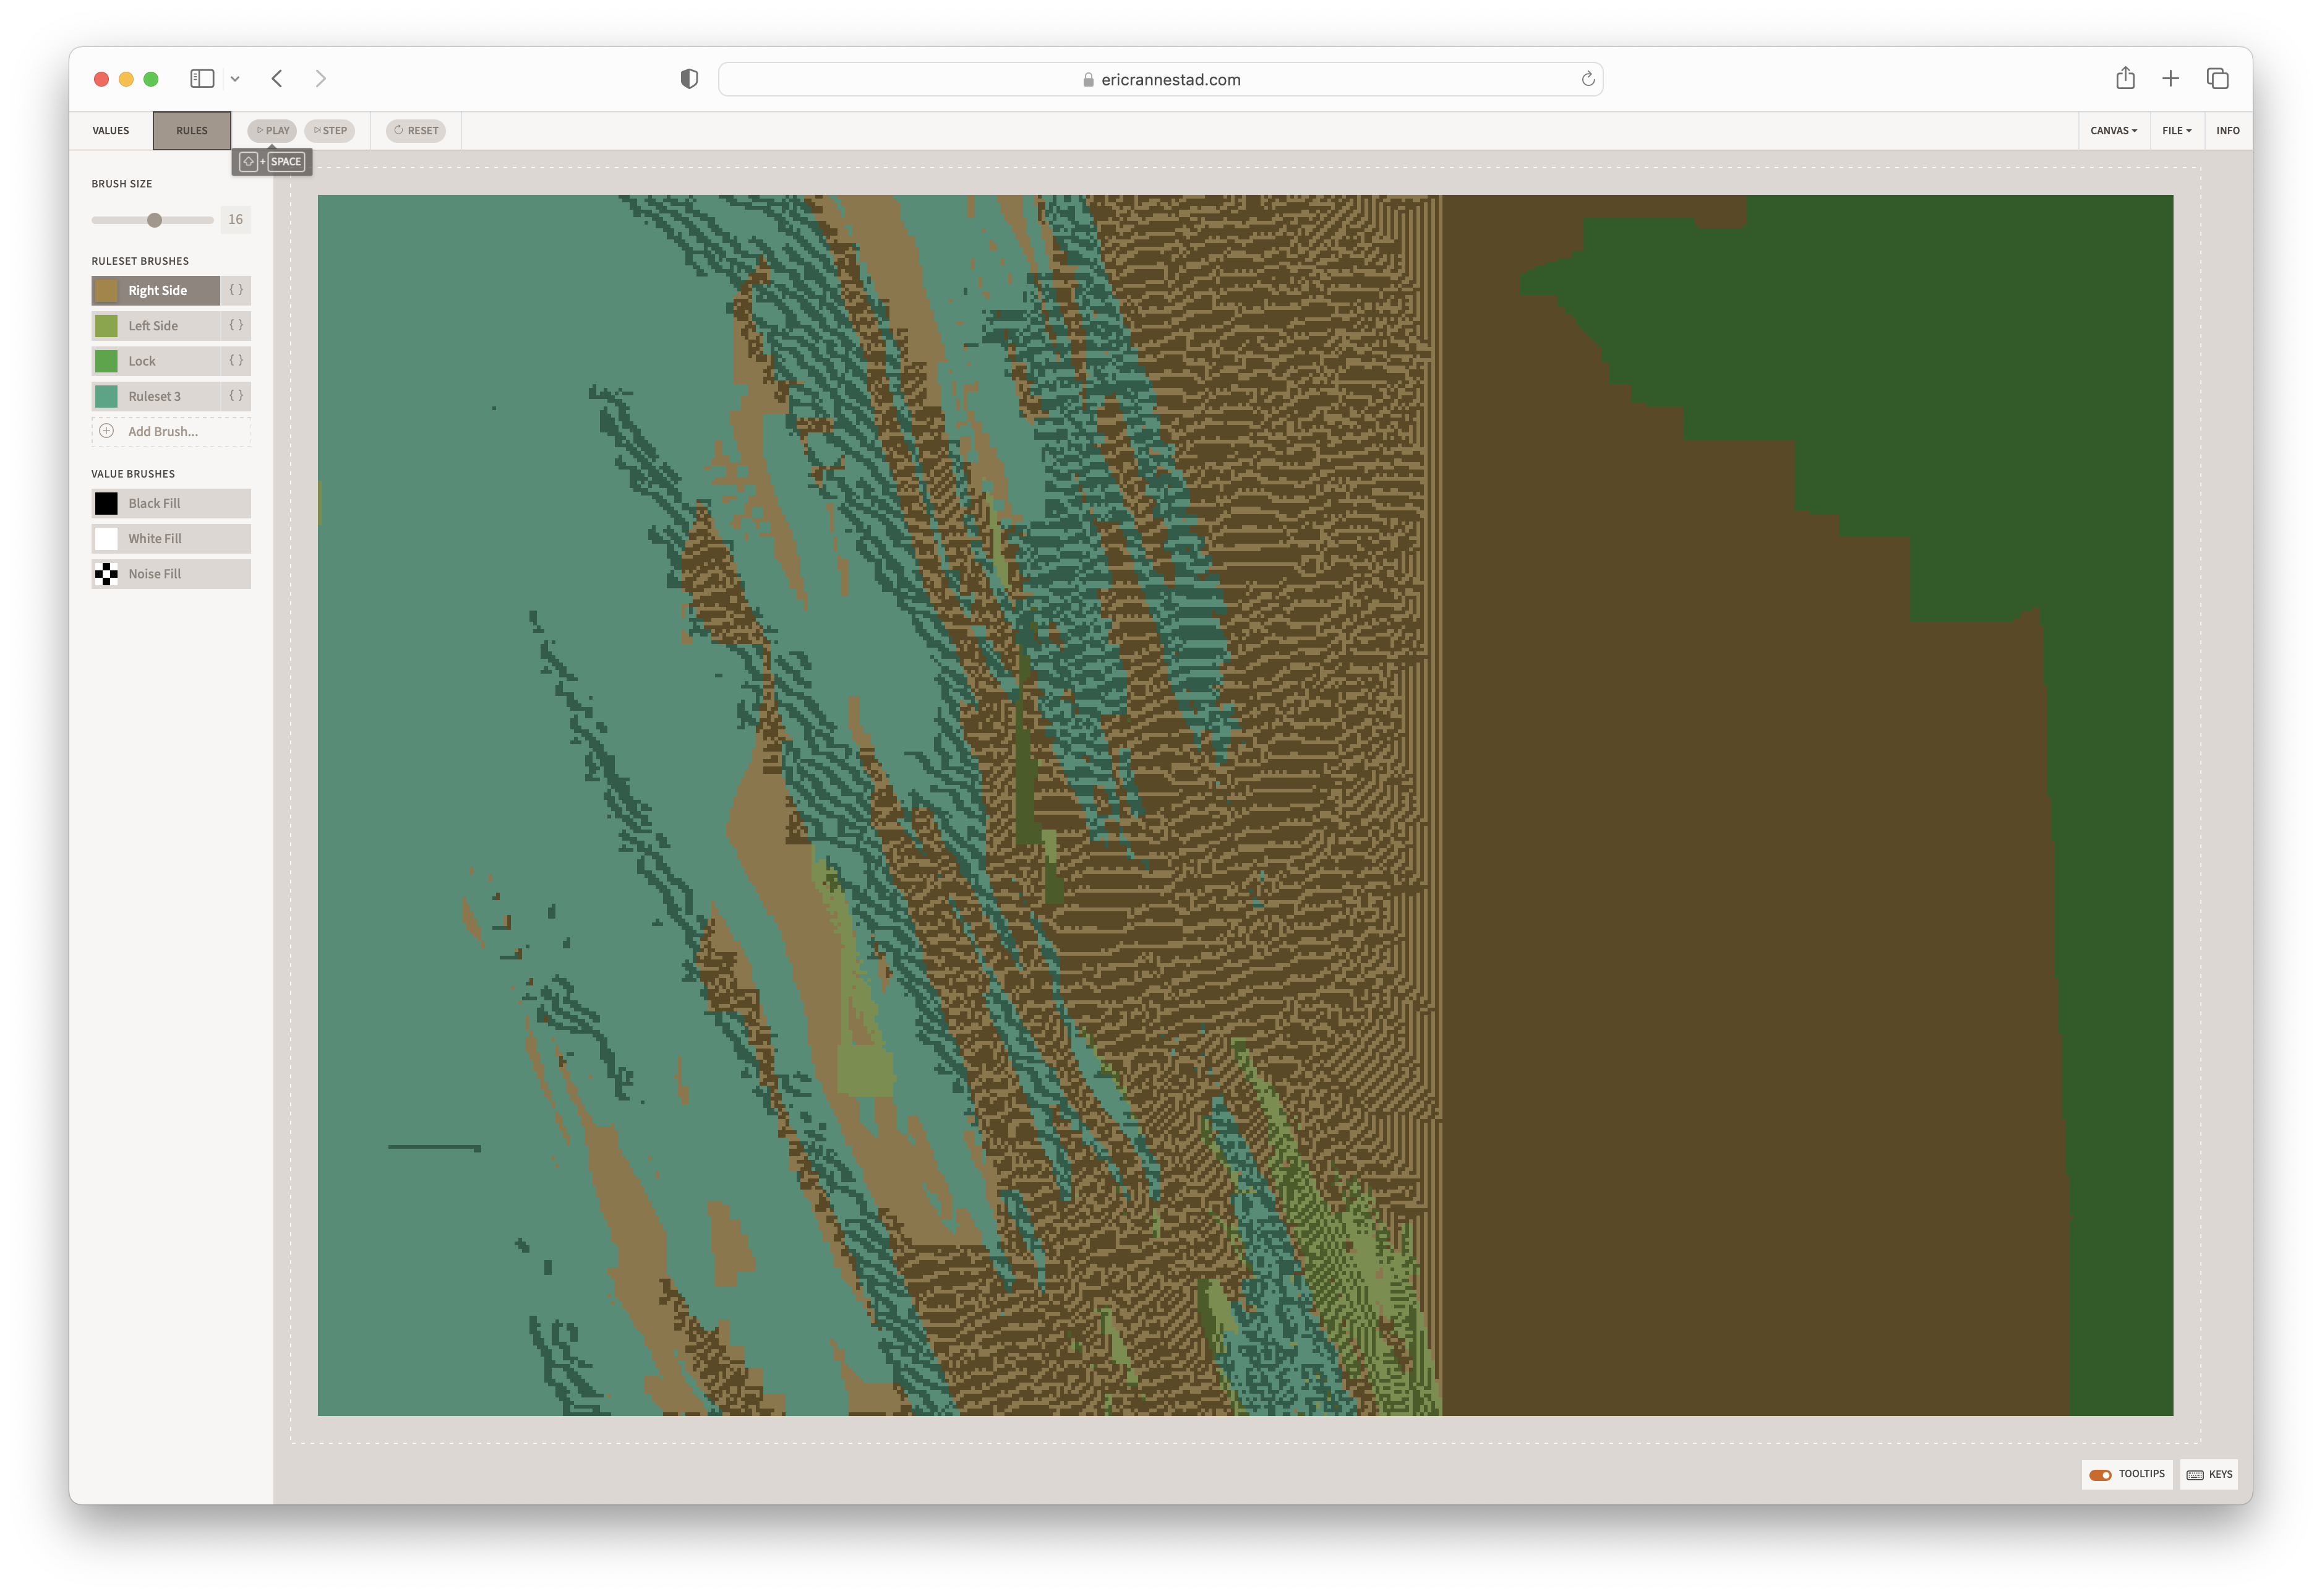 ericrannestad.com
VALUES
RULES
PLAY
STEP
RESET
CANVAS
FILE
INFO
+ SPACE
BRUSH SIZE
16
RULESET BRUSHES
Right Side
{ }
Left Side
{ }
Lock
{ }
Ruleset 3
{ }
Add Brush...
VALUE BRUSHES
Black Fill
White Fill
Noise Fill
TOOLTIPS
KEYS